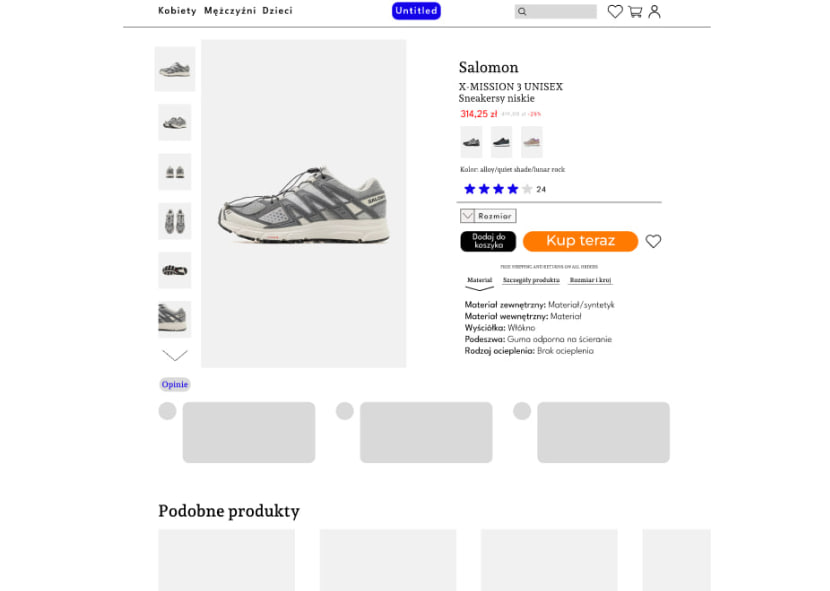 Kobiety Mężczyźni Dzieci
Untitled
Salomon
X-MISSION 3 UNISEX
Sneakersy niskie
314,25 zł -25%
Kolor: alloy/quiet shade/lunar rock
24
Rozmiar
Dodaj do
koszyka
Kup teraz
FREE SHIPPING AND RETURNS ON ALL ORDERS
Materiał Szczegóły produktu Rozmiar i krój
Materiał zewnętrzny: Materiał/syntetyk
Materiał wewnętrzny: Materiał
Wyściółka: Włókno
Podeszwa: Guma odporna na ścieranie
Rodzaj ocieplenia: Brak ocieplenia
SALOMON
Opinie
Podobne produkty